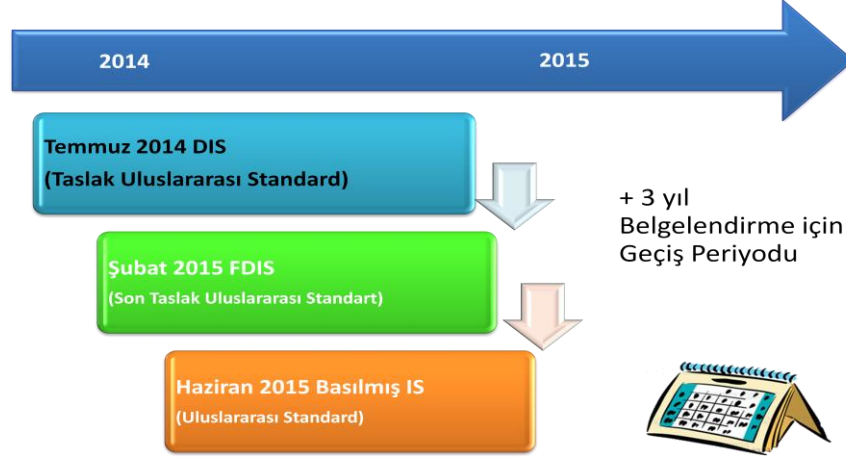 2014
2015
Temmuz 2014 DIS
(Taslak Uluslararası Standard)
+ 3 yıl
Belgelendirme için
Geçiş Periyodu
Şubat 2015 FDIS
(Son Taslak Uluslararası Standart)
Haziran 2015 Basılmış IS
(Uluslararası Standard)